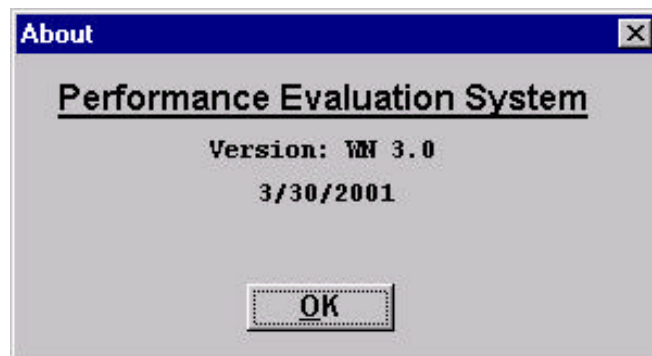 About
Performance Evaluation System
Version: WN 3.0
3/30/2001
OK